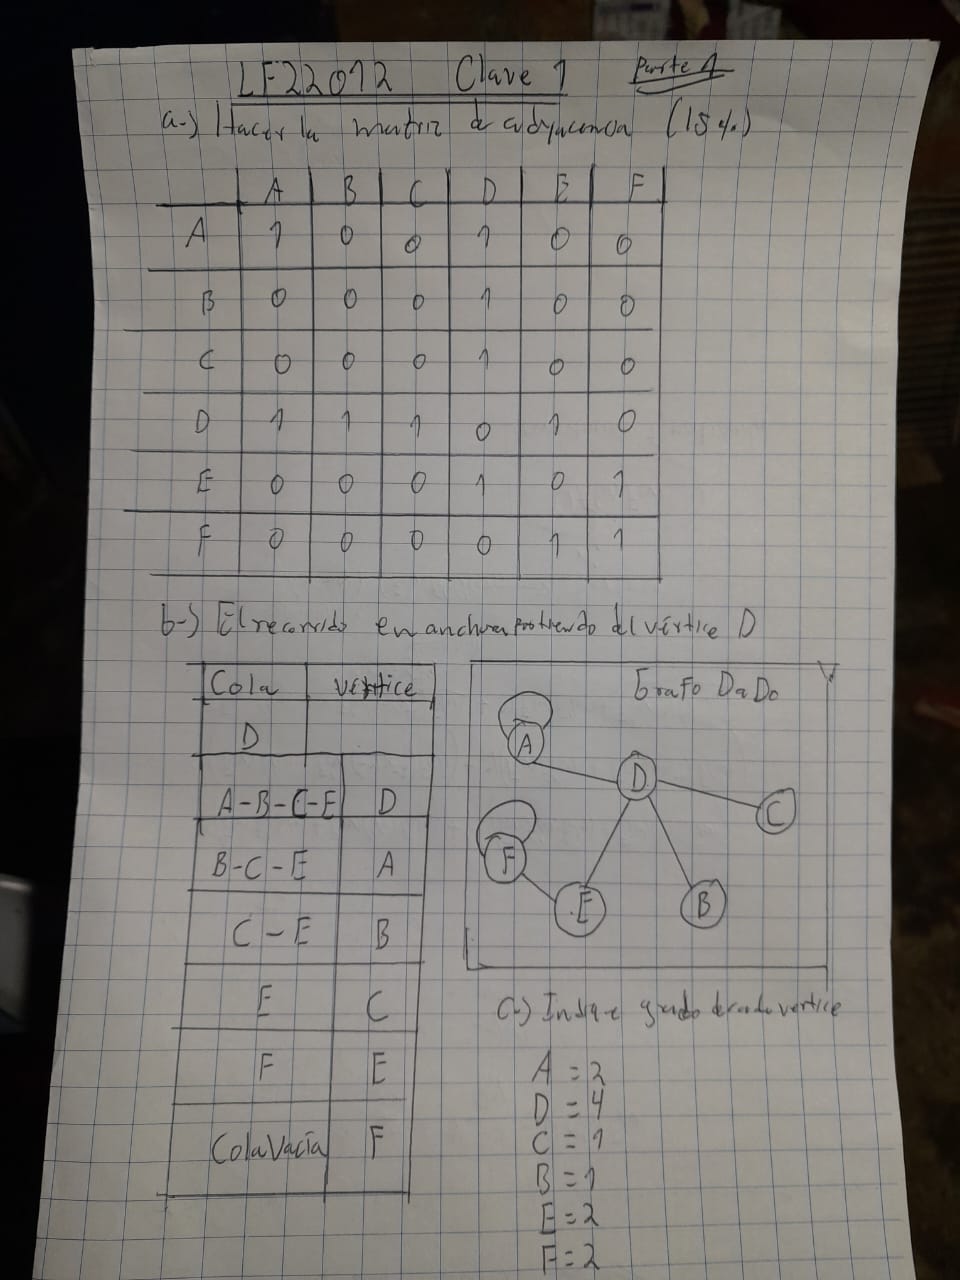 LF22012 Clave 1 Parte 1
a-) Hacer la matriz de adyacencia (15%)
A B C D E F
A 1 0 0 1 0 0
B 0 0 0 1 0 0
C 0 0 0 1 0 0
D 1 1 1 0 1 0
E 0 0 0 1 0 1
F 0 0 0 0 1 1
b-) El recorrido en anchura partiendo del vértice D
Cola vértice
D
A-B-C-E D
B-C-E A
C-E B
E C
F E
Cola Vacía F
Grafo DaDo
A
D
C
F
E
B
C-) Indique grado de cada vertice
A = 2
D = 4
C = 1
B = 1
E = 2
F = 2